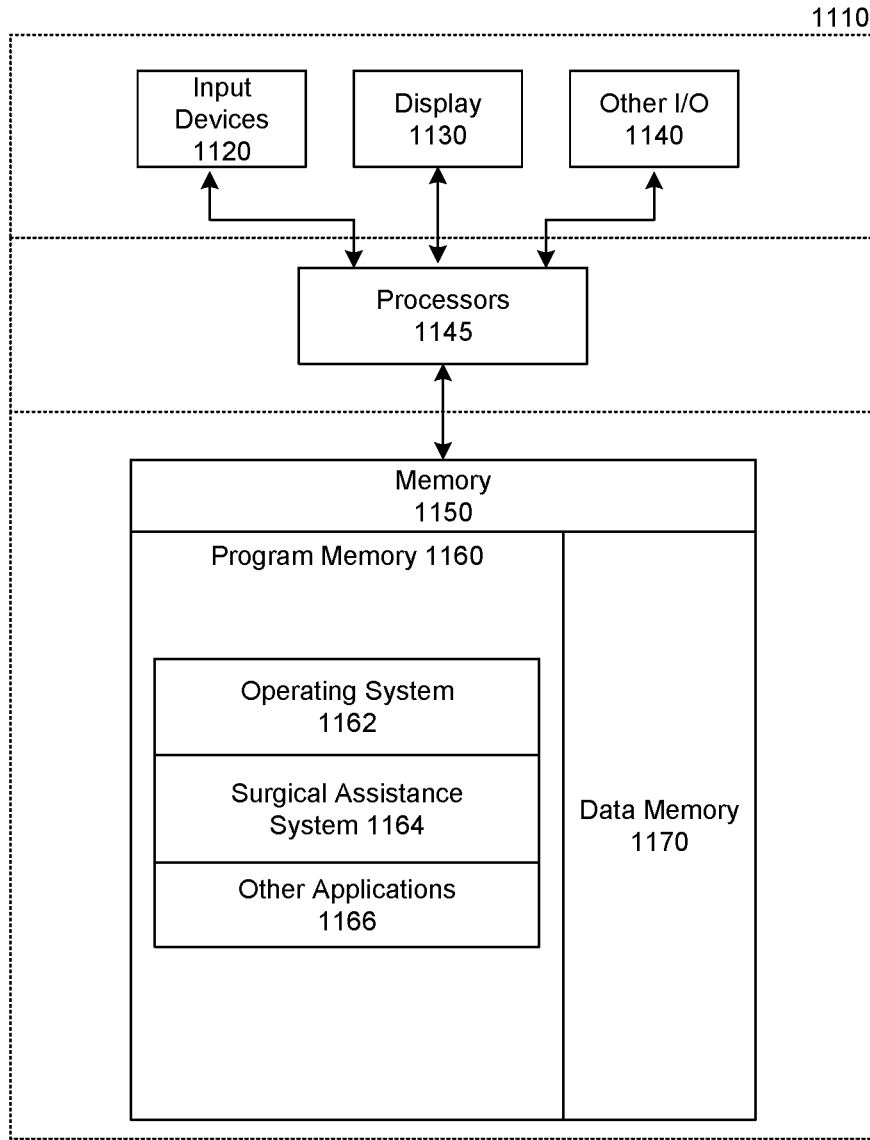 1110
Input
Devices
1120
Display
1130
Other I/O
1140
Processors
1145
Memory
1150
Program Memory 1160
Operating System
1162
Surgical Assistance
System 1164
Other Applications
1166
Data Memory
1170